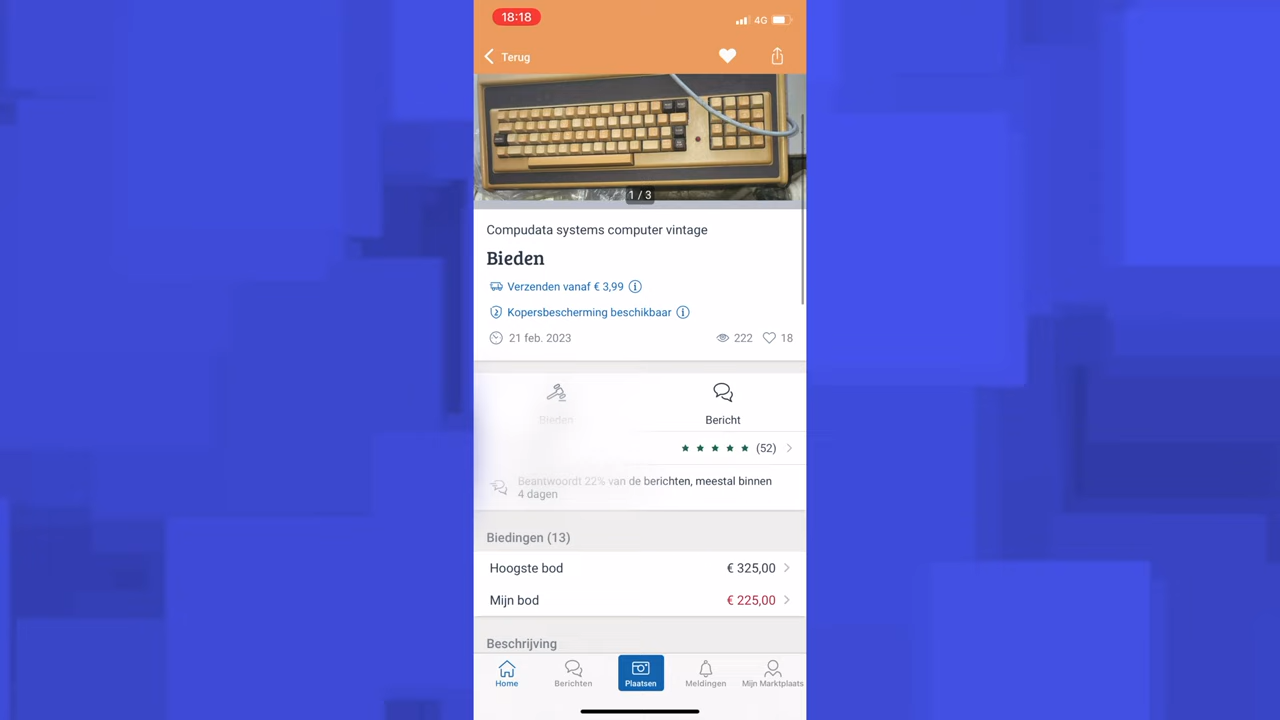 18:18
4G
Terug
1 / 3
Compudata systems computer vintage
Bieden
Verzenden vanaf € 3,99
Kopersbescherming beschikbaar
21 feb. 2023
222
18
Bieden
Bericht
(52)
Beantwoordt 22% van de berichten, meestal binnen
4 dagen
Biedingen (13)
Hoogste bod
€ 325,00
Mijn bod
€ 225,00
Beschrijving
Home
Berichten
Plaatsen
Meldingen
Mijn Marktplaats